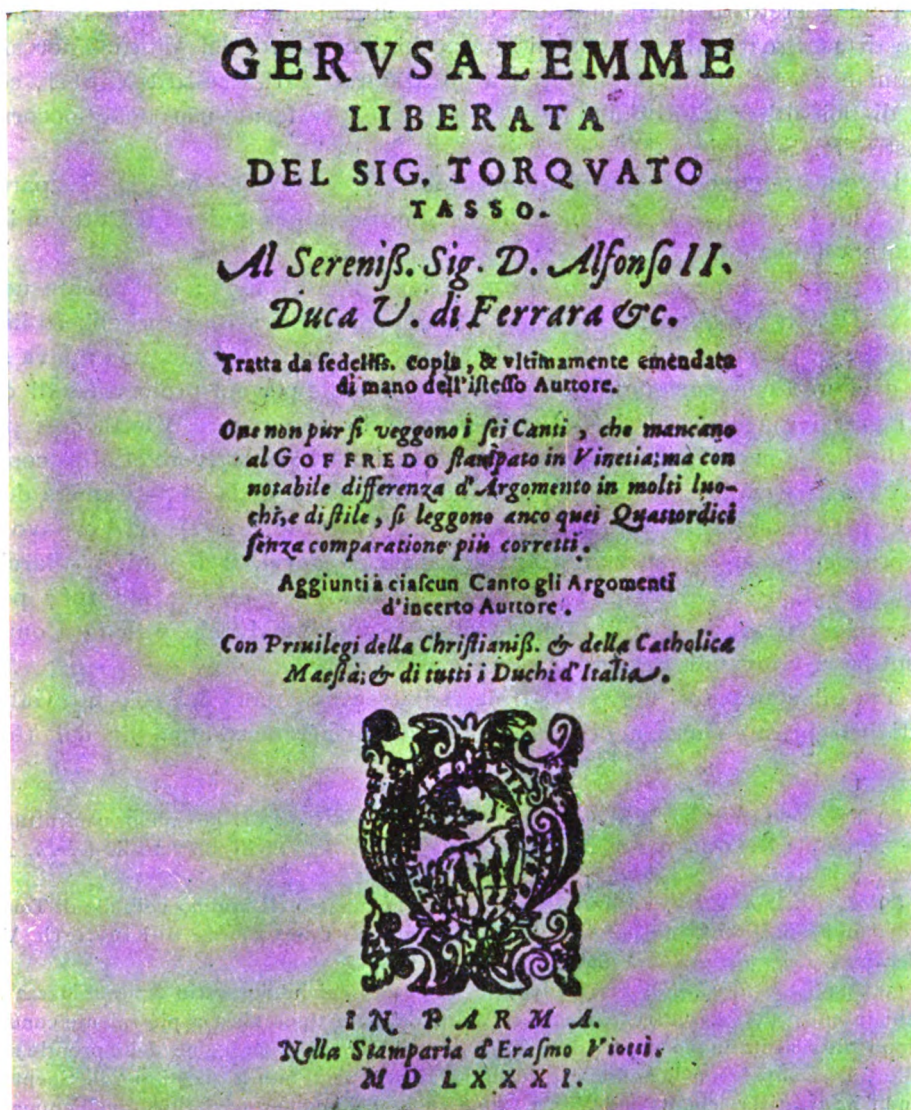 GERVSALEMME
LIBERATA
DEL SIG. TORQVATO
TASSO.
Al Sereniſſ. Sig. D. Alfonſo II.
Duca V. di Ferrara &c.
Tratta da fedeliſſ. copia, & vltimamente emendata
di mano dell'iſteſſo Auttore.
Oue non pur ſi veggono i ſei Canti, che mancano
al GOFFREDO ſtampato in Vinetia; ma con
notabile differenza d'Argomento in molti luo-
chi, e di ſtile, ſi leggono anco quei Quattordici
ſenza comparatione più corretti.
Aggiunti à ciaſcun Canto gli Argomenti
d'incerto Auttore.
Con Priuilegi della Chriſtianiſſ. & della Catholica
Maeſtà; & di tutti i Duchi d'Italia.
IN PARMA.
Nella Stamparia d'Eraſmo Viotti.
MDLXXXI.